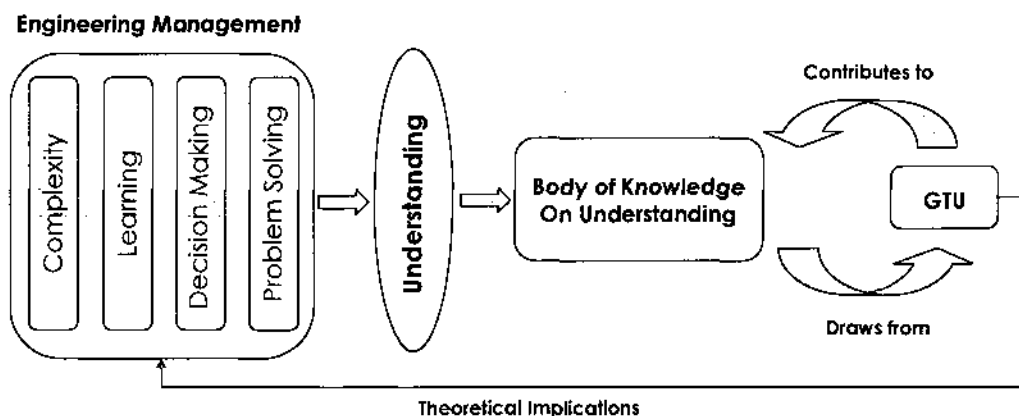 Engineering Management
Complexity
Learning
Decision Making
Problem Solving
Understanding
Body of Knowledge
On Understanding
Contributes to
GTU
Draws from
Theoretical Implications